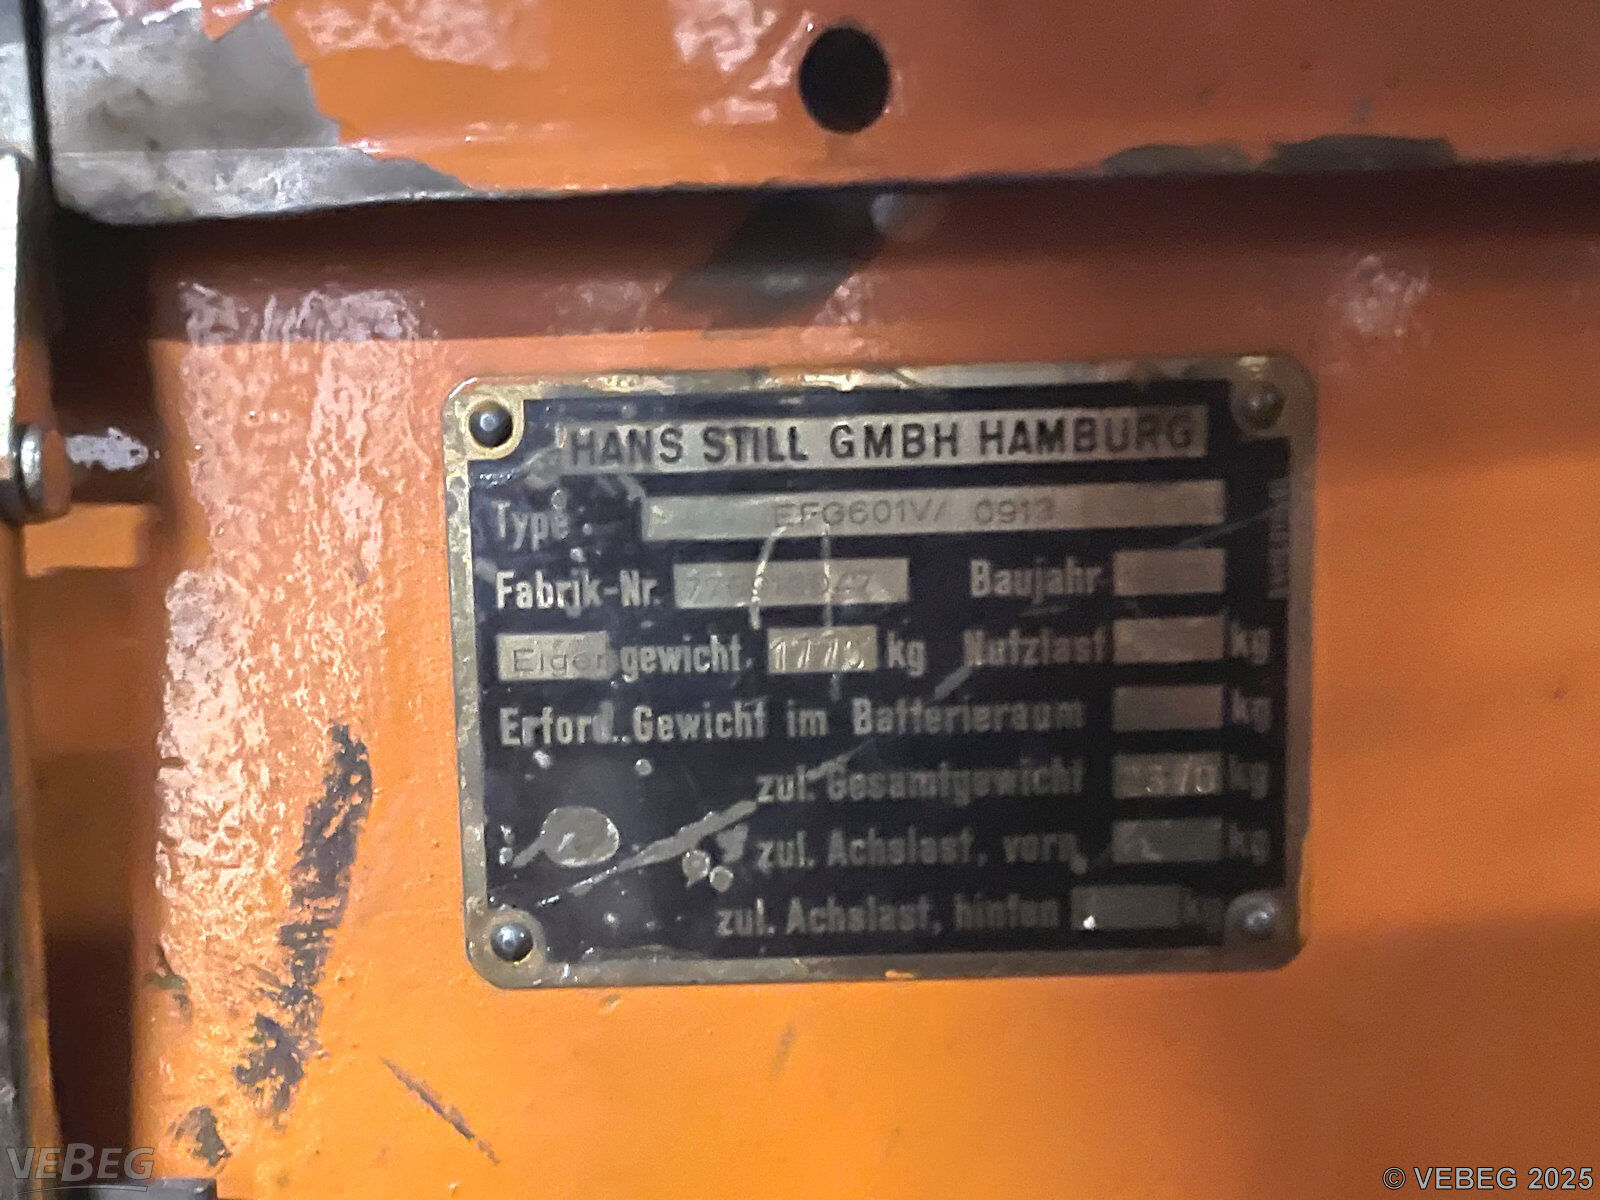 HANS STILL GMBH HAMBURG
Type EFG601V/ 0913
Fabrik-Nr. Baujahr
Eigengewicht. kg Nutzlast kg
Erford. Gewicht im Batterieraum kg
zul. Gesamtgewicht kg
zul. Achslast, vorn kg
zul. Achslast, hinten kg
VEBEG
© VEBEG 2025